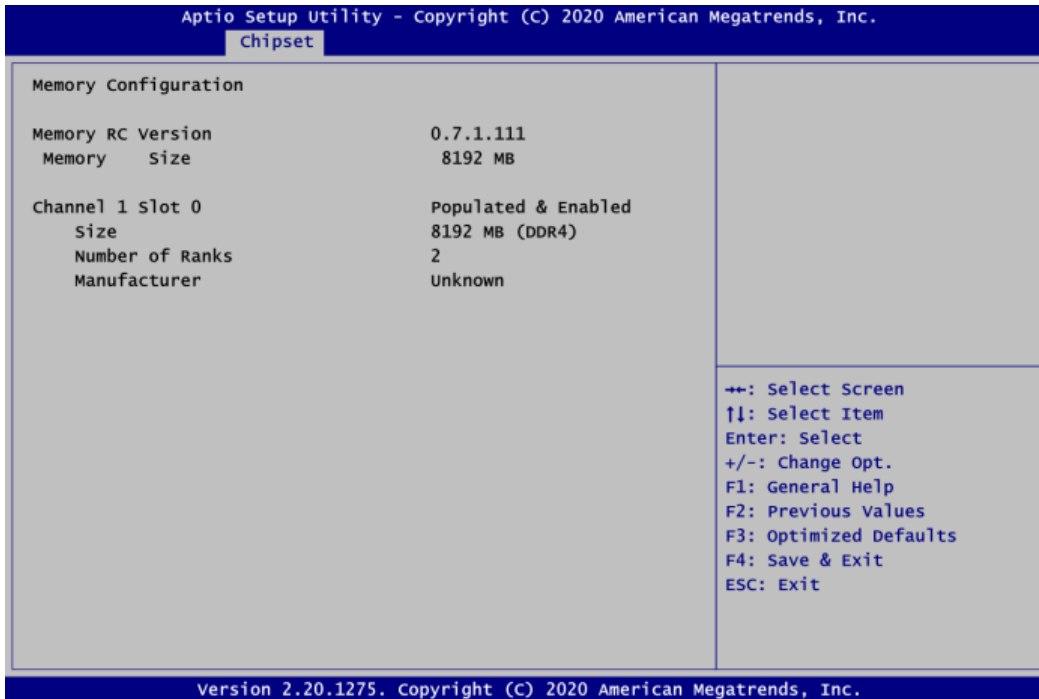 Aptio Setup Utility - Copyright (C) 2020 American Megatrends, Inc.
Chipset
Memory Configuration
Memory RC Version 0.7.1.111
Memory Size 8192 MB
Channel 1 Slot 0 Populated & Enabled
Size 8192 MB (DDR4)
Number of Ranks 2
Manufacturer Unknown
→←: Select Screen
↑↓: Select Item
Enter: Select
+/-: Change Opt.
F1: General Help
F2: Previous Values
F3: Optimized Defaults
F4: Save & Exit
ESC: Exit
Version 2.20.1275. Copyright (C) 2020 American Megatrends, Inc.